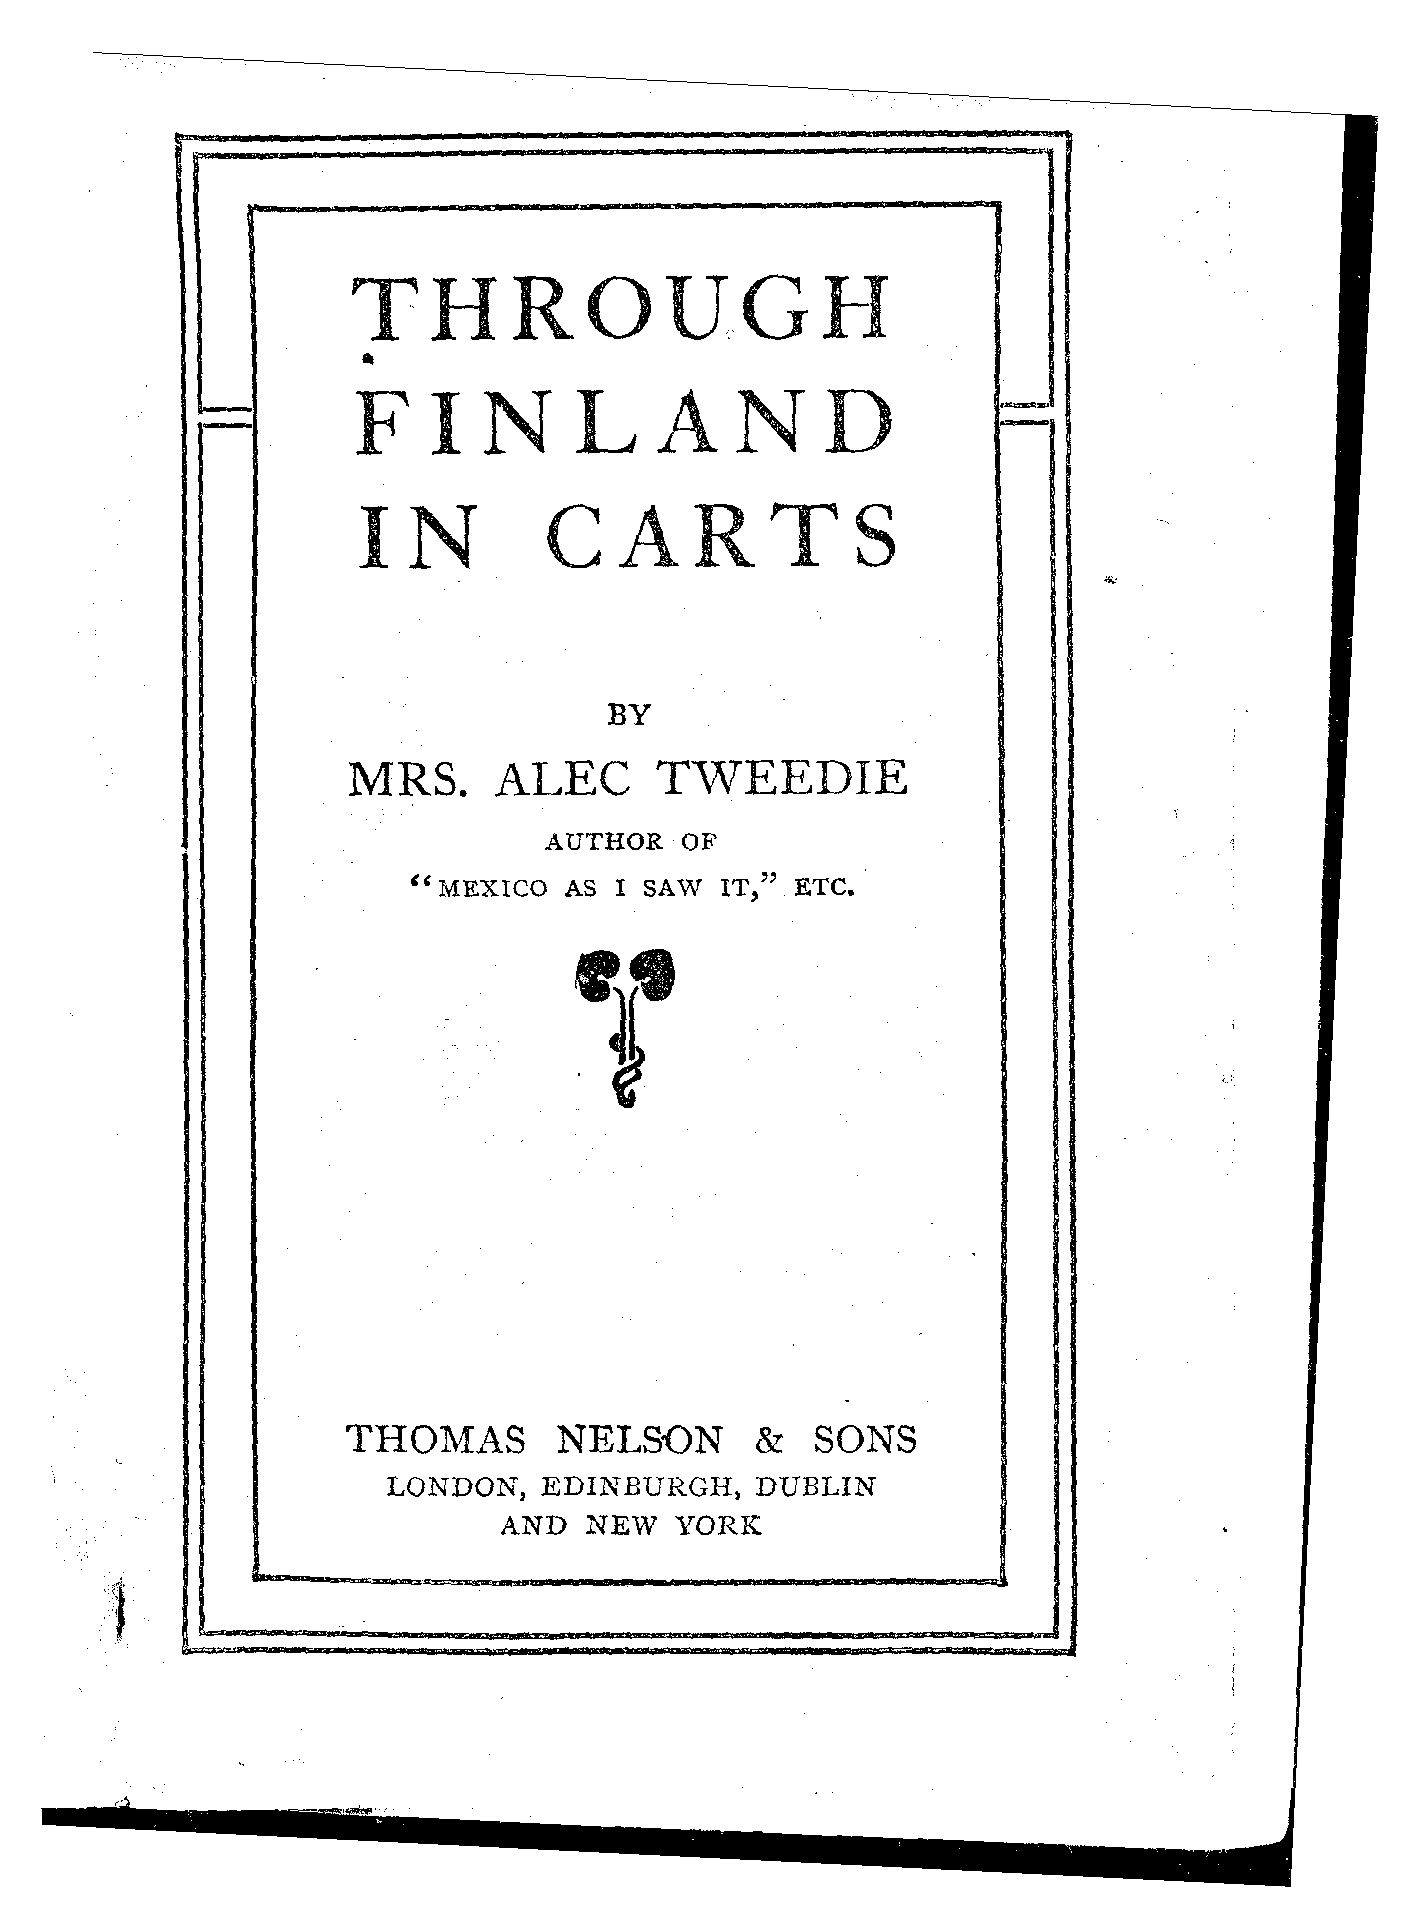 THROUGH
FINLAND
IN CARTS
BY
MRS. ALEC TWEEDIE
AUTHOR OF
“MEXICO AS I SAW IT,” ETC.
THOMAS NELSON & SONS
LONDON, EDINBURGH, DUBLIN
AND NEW YORK